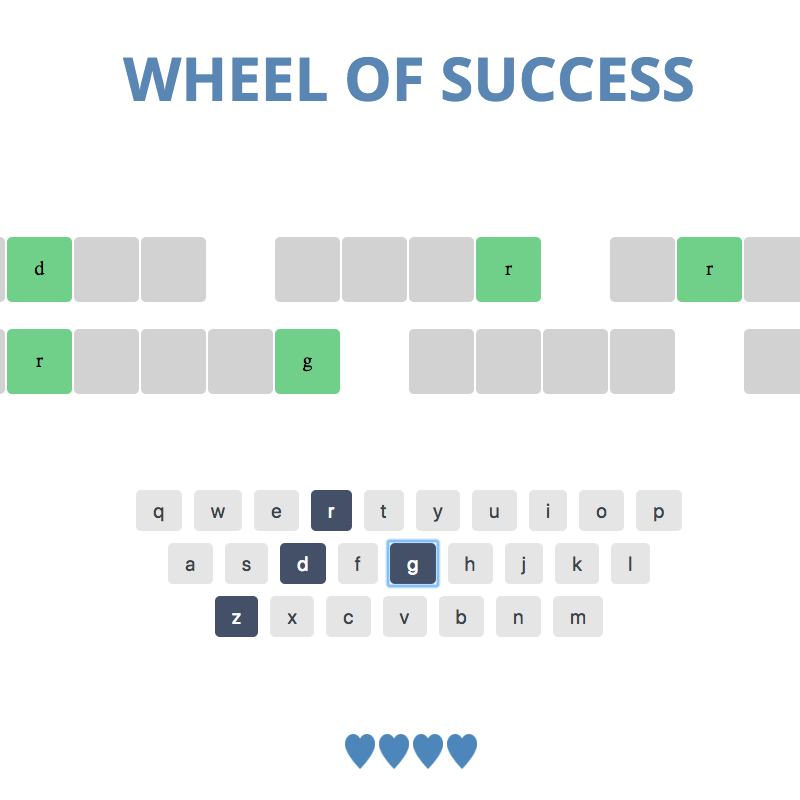 WHEEL OF SUCCESS
d r r
r g
q w e r t y u i o p
a s d f g h j k l
z x c v b n m